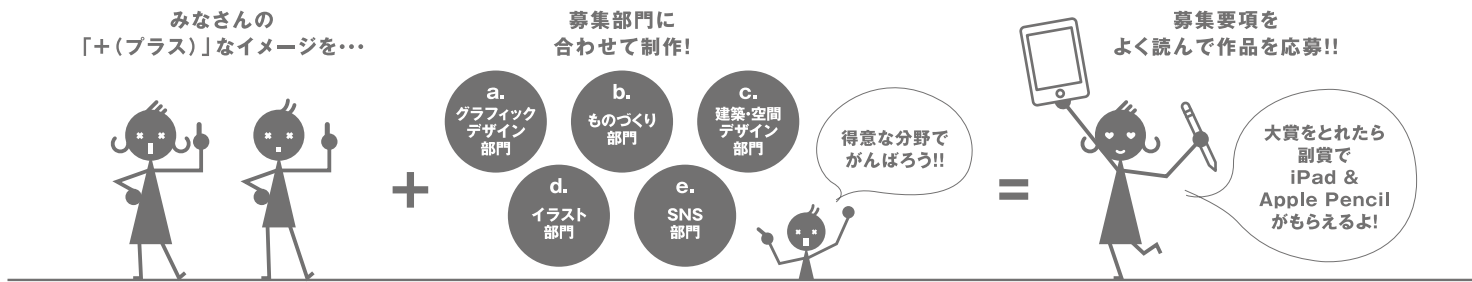 みなさんの
「+(プラス)」なイメージを・・・
募集部門に
合わせて制作!
a.
グラフィック
デザイン
部門
b.
ものづくり
部門
c.
建築・空間
デザイン
部門
d.
イラスト
部門
e.
SNS
部門
得意な分野で
がんばろう!!
募集要項を
よく読んで作品を応募!!
大賞をとれたら
副賞で
iPad &
Apple Pencil
がもらえるよ!